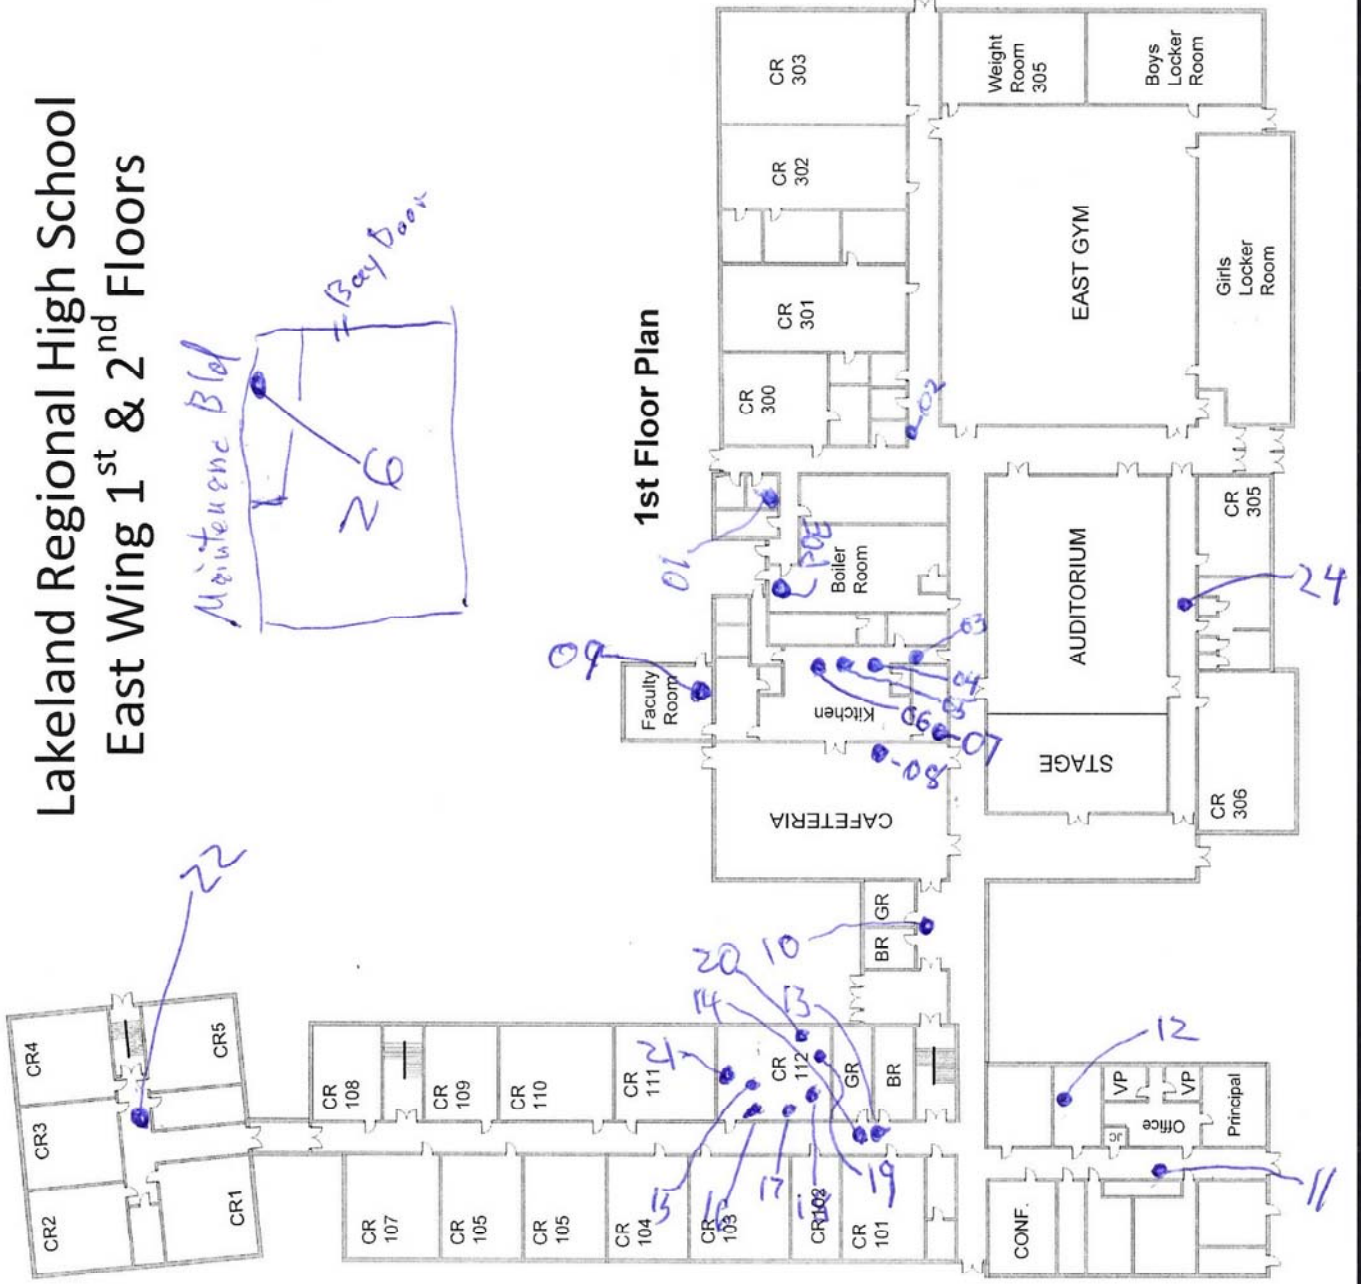 Lakeland Regional High School
East Wing 1st & 2nd Floors
Maintenanc Bld
Bay Door
26
1st Floor Plan
CR 303
CR 302
CR 301
CR 300
Weight Room 305
Boys Locker Room
EAST GYM
Girls Locker Room
02
01
POE
Boiler Room
AUDITORIUM
CR 305
24
09
Faculty Room
Kitchen
03
04
05
06
07
08
STAGE
CR 306
CAFETERIA
22
GR
BR
10
20
14
13
CR4
CR5
CR3
CR2
CR1
CR 108
CR 109
CR 110
CR 111
21
CR 112
GR
BR
15
16
17
19
CR 107
CR 105
CR 105
CR 104
CR 103
CR 102
CR 101
12
VP
VP
JC
Office
Principal
CONF.
11